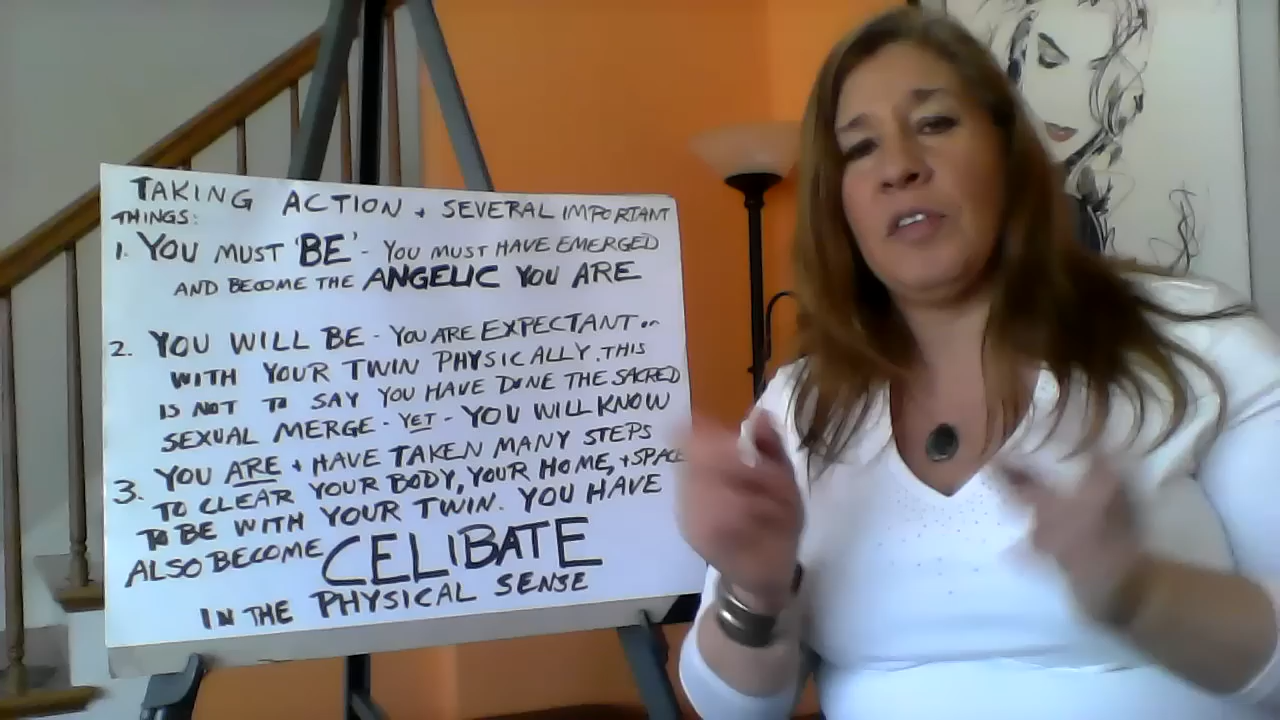 TAKING ACTION + SEVERAL IMPORTANT
THINGS:
1. YOU MUST 'BE' - YOU MUST HAVE EMERGED
AND BECOME THE ANGELIC YOU ARE
2. YOU WILL BE - YOU ARE EXPECTANT..
WITH YOUR TWIN PHYSICALLY. THIS
IS NOT TO SAY YOU HAVE DONE THE SACRED
SEXUAL MERGE - YET - YOU WILL KNOW
3. YOU ARE + HAVE TAKEN MANY STEPS
TO CLEAR YOUR BODY, YOUR HOME, + SPACE
TO BE WITH YOUR TWIN. YOU HAVE
ALSO BECOME CELIBATE
IN THE PHYSICAL SENSE